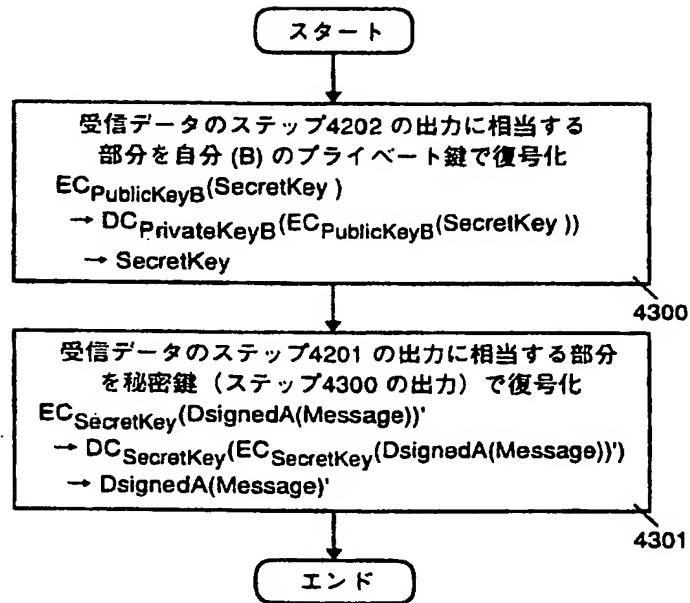 スタート
受信データのステップ4202 の出力に相当する
部分を自分 (B) のプライベート鍵で復号化
EC_PublicKeyB(SecretKey )
→ DC_PrivateKeyB(EC_PublicKeyB(SecretKey ))
→ SecretKey
4300
受信データのステップ4201 の出力に相当する部分
を秘密鍵（ステップ4300 の出力）で復号化
EC_SecretKey(DsignedA(Message))'
→ DC_SecretKey(EC_SecretKey(DsignedA(Message))')
→ DsignedA(Message)'
4301
エンド